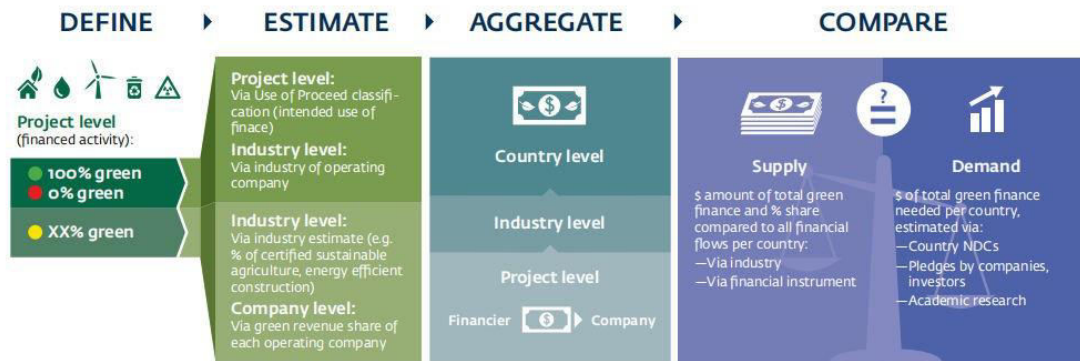 DEFINE
ESTIMATE
AGGREGATE
COMPARE
Project level
(financed activity):
100% green
0% green
XX% green
Project level:
Via Use of Proceed classifi-
cation (intended use of
finace)
Industry level:
Via industry of operating
company
Industry level:
Via industry estimate (e.g.
% of certified sustainable
agriculture, energy efficient
construction)
Company level:
Via green revenue share of
each operating company
$
Country level
Industry level
Project level
Financier $ Company
$
?
Supply
$ amount of total green
finance and % share
compared to all financial
flows per country:
—Via industry
—Via financial instrument
Demand
$ of total green finance
needed per country,
estimated via:
—Country NDCs
—Pledges by companies,
investors
—Academic research